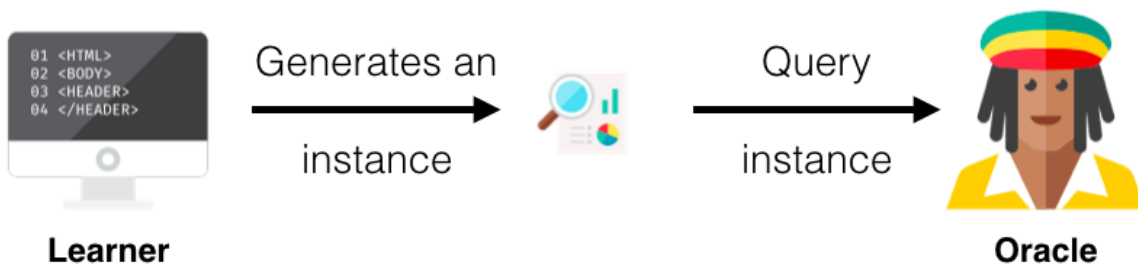 01 <HTML>
02 <BODY>
03 <HEADER>
04 </HEADER>
Generates an
instance
Query
instance
Learner
Oracle